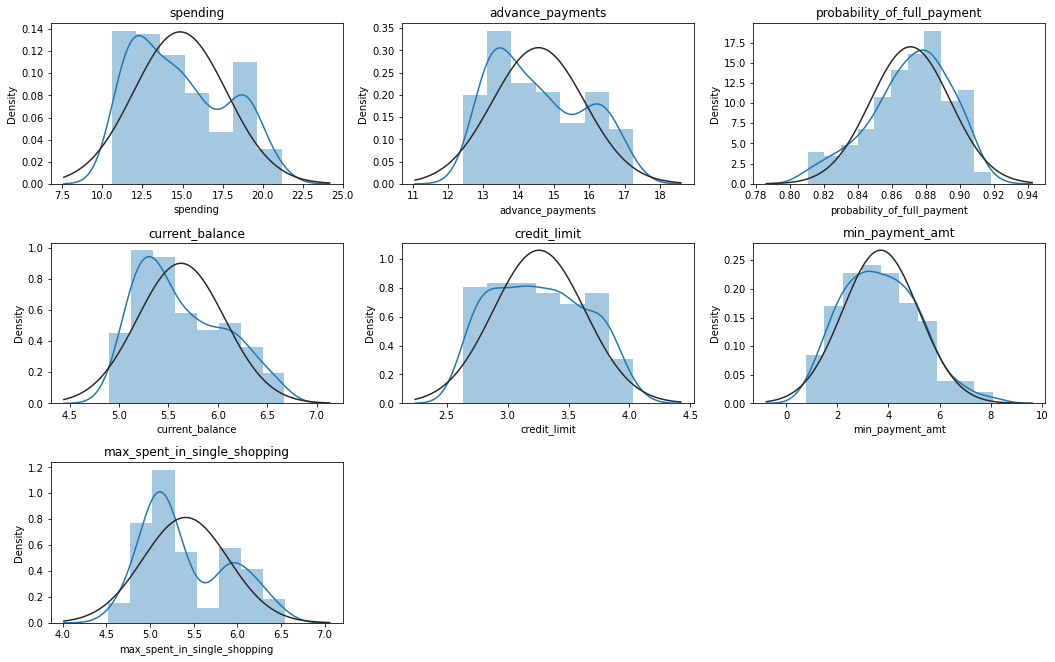 spending
Density
0.14
0.12
0.10
0.08
0.06
0.04
0.02
0.00
7.5 10.0 12.5 15.0 17.5 20.0 22.5 25.0
spending
advance_payments
Density
0.35
0.30
0.25
0.20
0.15
0.10
0.05
0.00
11 12 13 14 15 16 17 18
advance_payments
probability_of_full_payment
Density
17.5
15.0
12.5
10.0
7.5
5.0
2.5
0.0
0.78 0.80 0.82 0.84 0.86 0.88 0.90 0.92 0.94
probability_of_full_payment
current_balance
Density
1.0
0.8
0.6
0.4
0.2
0.0
4.5 5.0 5.5 6.0 6.5 7.0
current_balance
credit_limit
Density
1.0
0.8
0.6
0.4
0.2
0.0
2.5 3.0 3.5 4.0 4.5
credit_limit
min_payment_amt
Density
0.25
0.20
0.15
0.10
0.05
0.00
0 2 4 6 8 10
min_payment_amt
max_spent_in_single_shopping
Density
1.2
1.0
0.8
0.6
0.4
0.2
0.0
4.0 4.5 5.0 5.5 6.0 6.5 7.0
max_spent_in_single_shopping